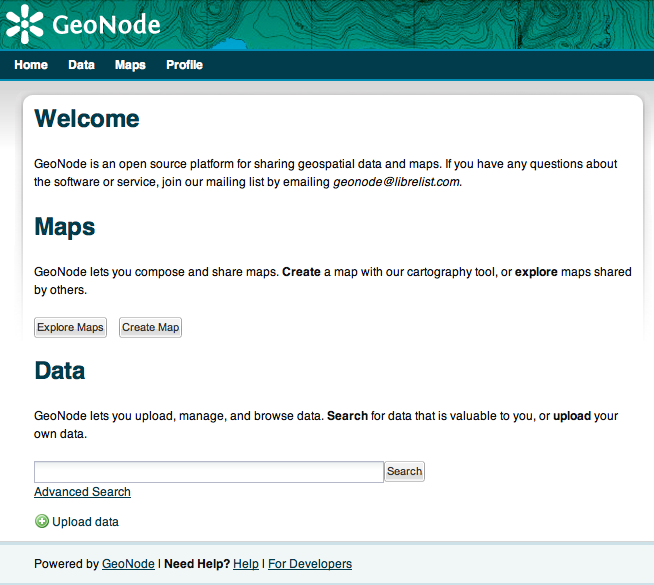 GeoNode
Home Data Maps Profile
Welcome
GeoNode is an open source platform for sharing geospatial data and maps. If you have any questions about
the software or service, join our mailing list by emailing geonode@librelist.com.
Maps
GeoNode lets you compose and share maps. Create a map with our cartography tool, or explore maps shared
by others.
Explore Maps Create Map
Data
GeoNode lets you upload, manage, and browse data. Search for data that is valuable to you, or upload your
own data.
Search
Advanced Search
Upload data
Powered by GeoNode | Need Help? Help | For Developers